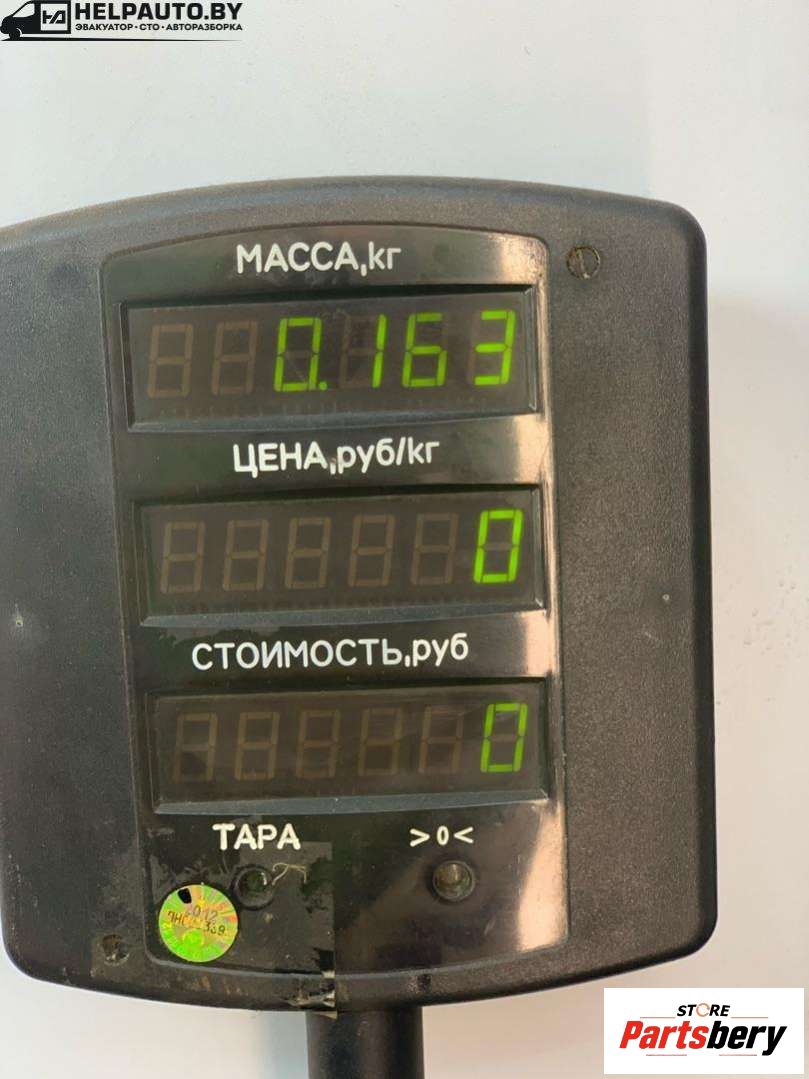 HELPAUTO.BY
ЭВАКУАТОР•СТО•АВТОРАЗБОРКА
МАССА,кг
0.163
ЦЕНА,руб/кг
0
СТОИМОСТЬ,руб
0
ТАРА >0<
STORE
Partsbery